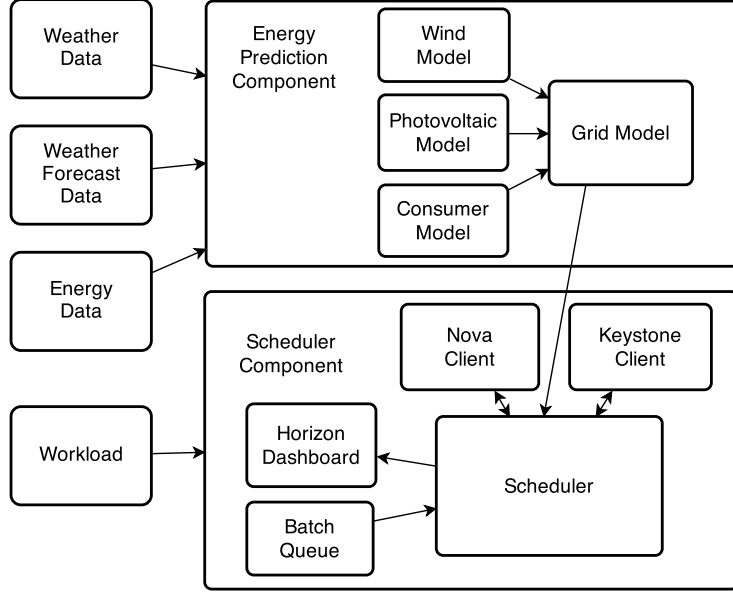 Weather
Data
Weather
Forecast
Data
Energy
Data
Workload
Energy
Prediction
Component
Wind
Model
Photovoltaic
Model
Consumer
Model
Grid Model
Scheduler
Component
Nova
Client
Keystone
Client
Horizon
Dashboard
Batch
Queue
Scheduler